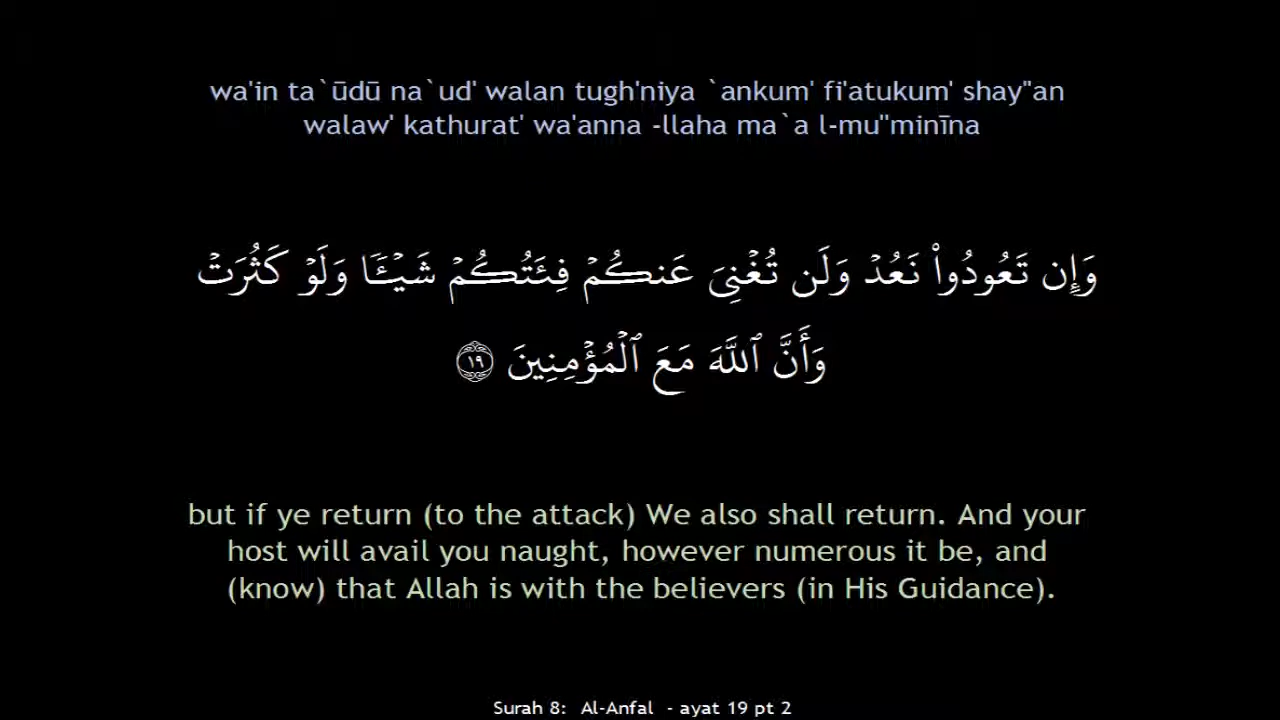 wa'in ta`ūdū na`ud' walan tugh'niya `ankum' fi'atukum' shay"an
walaw' kathurat' wa'anna -llaha ma`a l-mu"minīna
وَإِن تَعُودُوا۟ نَعُدْ وَلَن تُغْنِىَ عَنكُمْ فِئَتُكُمْ شَيْـًٔا وَلَوْ كَثُرَتْ
وَأَنَّ ٱللَّهَ مَعَ ٱلْمُؤْمِنِينَ ١٩
but if ye return (to the attack) We also shall return. And your
host will avail you naught, however numerous it be, and
(know) that Allah is with the believers (in His Guidance).
Surah 8: Al-Anfal - ayat 19 pt 2